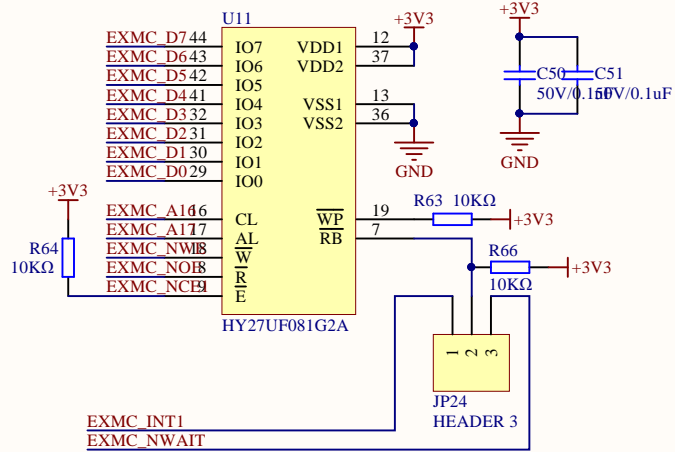 U11
+3V3
+3V3
EXMC_D7 44 IO7 VDD1 12
EXMC_D6 43 IO6 VDD2 37
EXMC_D5 42 IO5
EXMC_D4 41 IO4 VSS1 13
EXMC_D3 32 IO3 VSS2 36
EXMC_D2 31 IO2
EXMC_D1 30 IO1
EXMC_D0 29 IO0
C50 C51
50V/0.1uF 50V/0.1uF
GND
GND
+3V3
EXMC_A16 16 CL WP 19 R63 10KΩ +3V3
EXMC_A17 17 AL RB 7
R64 10KΩ
EXMC_NWE 18 W
EXMC_NOE 8 R
EXMC_NCE1 9 E
R66 10KΩ +3V3
HY27UF081G2A
1 2 3
JP24
HEADER 3
EXMC_INT1
EXMC_NWAIT